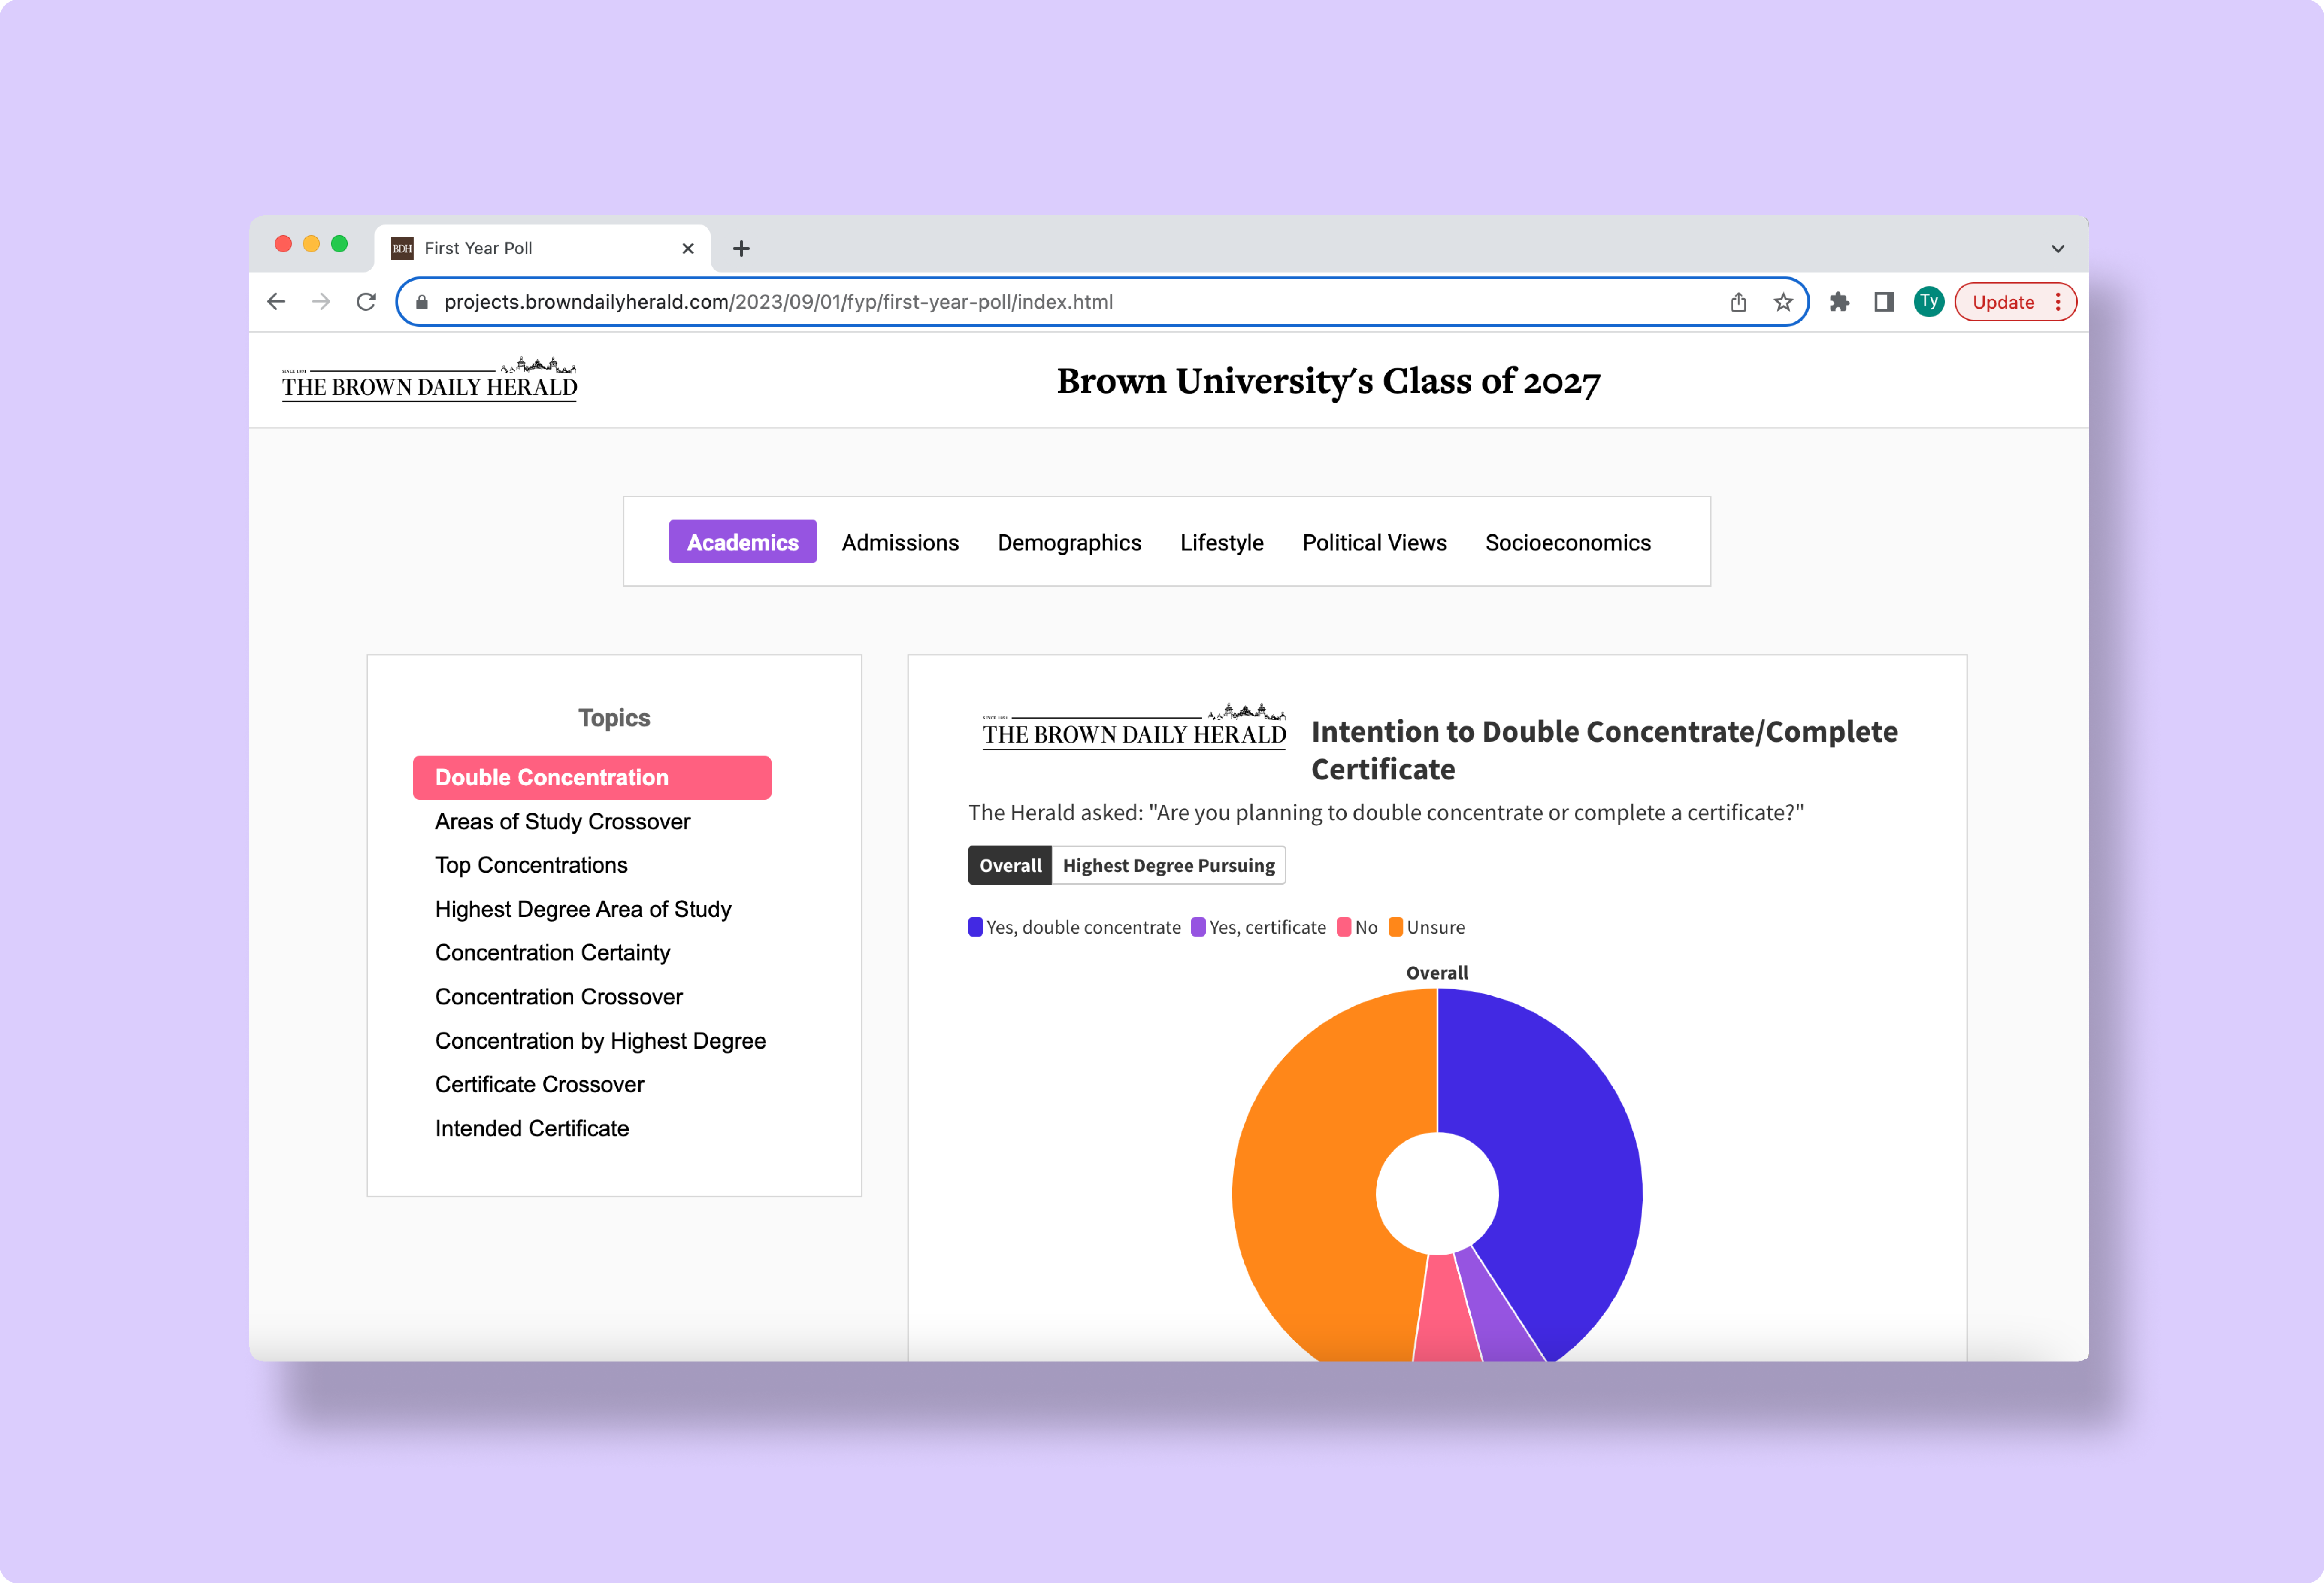 BDH First Year Poll
projects.browndailyherald.com/2023/09/01/fyp/first-year-poll/index.html
Ty
Update
SINCE 1891
THE BROWN DAILY HERALD
Brown University's Class of 2027
Academics Admissions Demographics Lifestyle Political Views Socioeconomics
Topics
Double Concentration
Areas of Study Crossover
Top Concentrations
Highest Degree Area of Study
Concentration Certainty
Concentration Crossover
Concentration by Highest Degree
Certificate Crossover
Intended Certificate
SINCE 1891
THE BROWN DAILY HERALD
Intention to Double Concentrate/Complete
Certificate
The Herald asked: "Are you planning to double concentrate or complete a certificate?"
Overall Highest Degree Pursuing
Yes, double concentrate Yes, certificate No Unsure
Overall